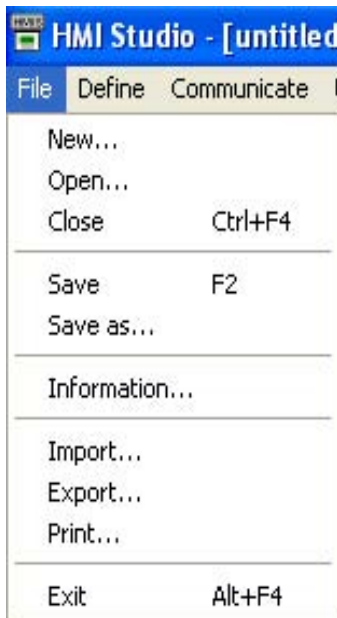 HMI Studio - [untitled
File Define Communicate
New...
Open...
Close Ctrl+F4
Save F2
Save as...
Information...
Import...
Export...
Print...
Exit Alt+F4